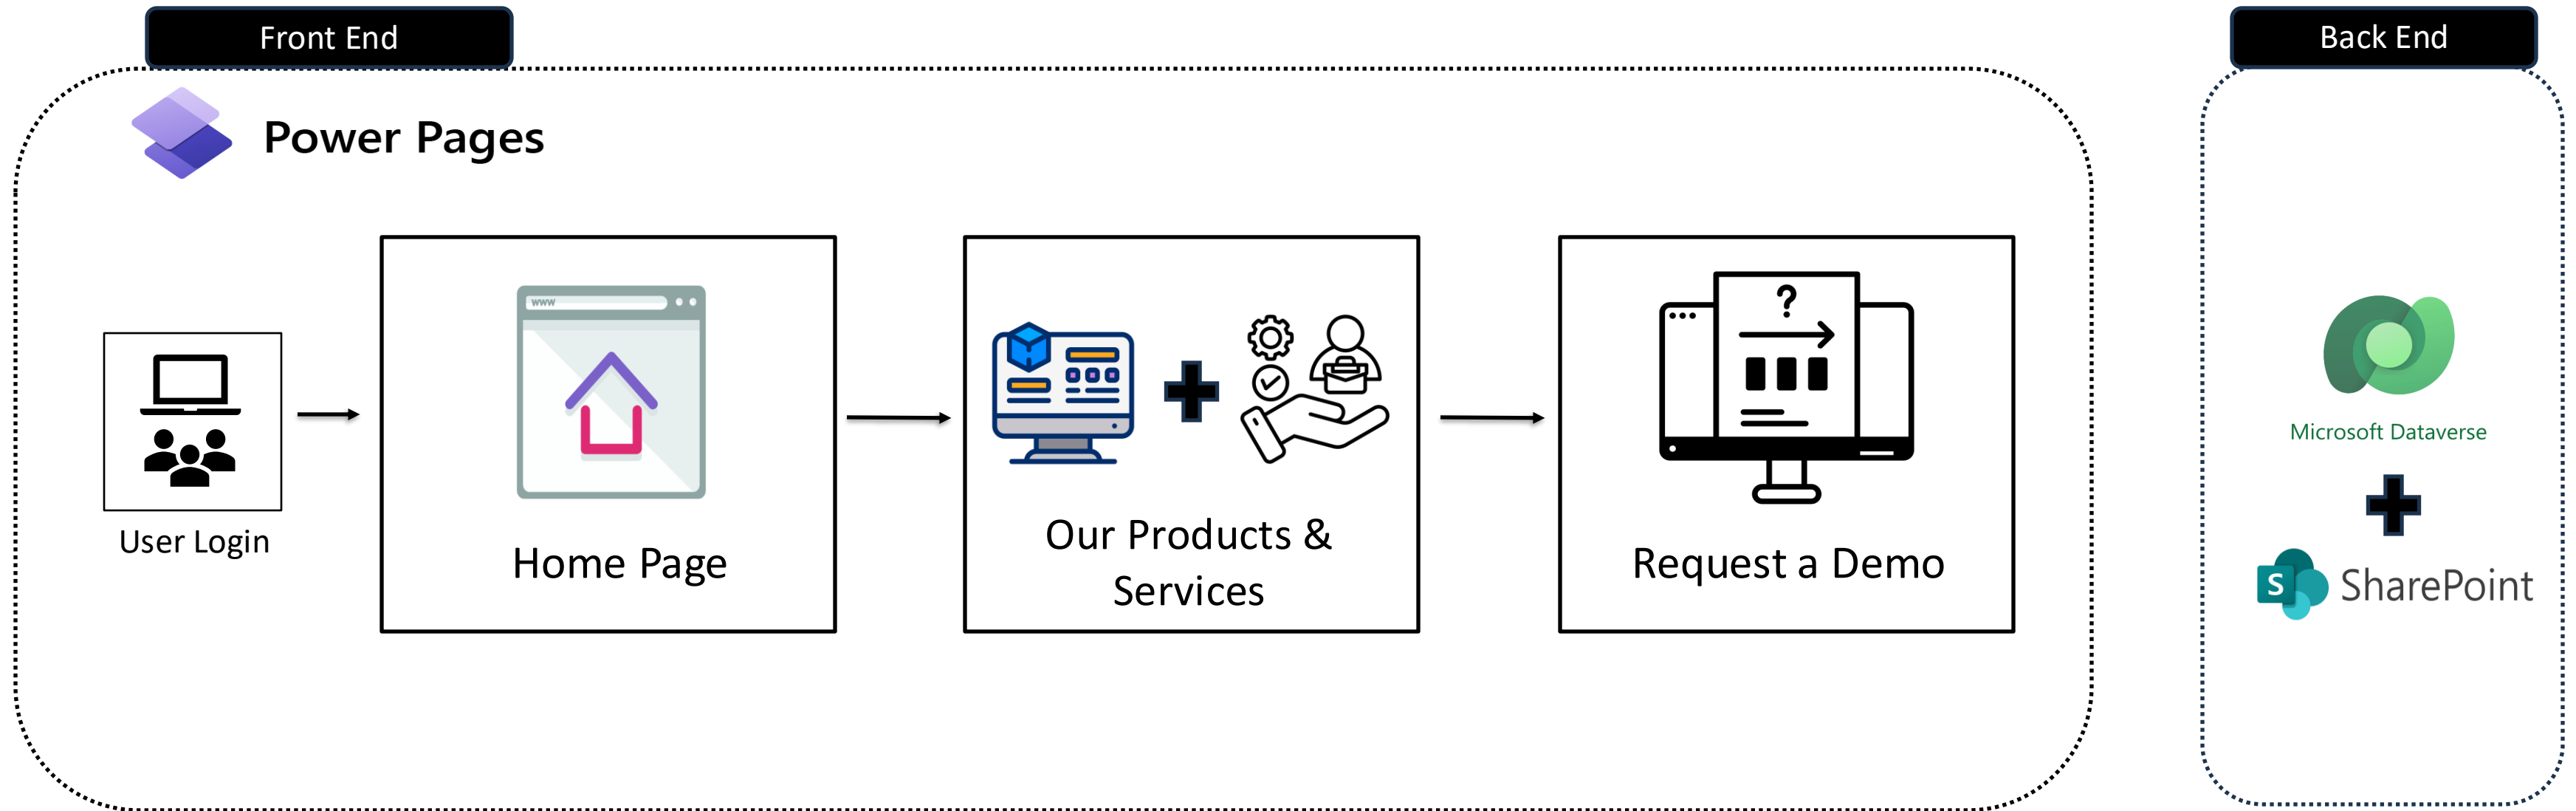 Front End
Back End
Power Pages
www
User Login
Home Page
Our Products &
Services
?
Request a Demo
Microsoft Dataverse
S SharePoint